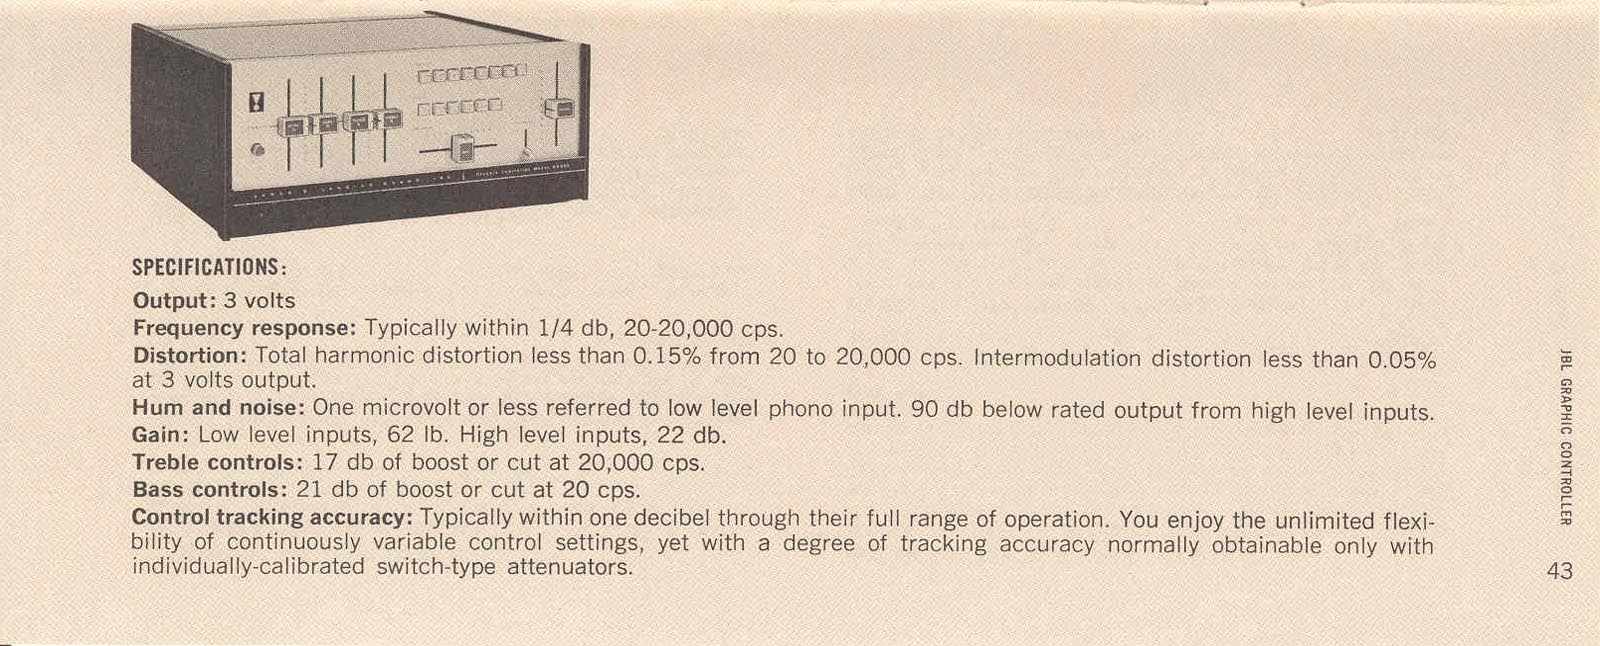 SPECIFICATIONS:
Output: 3 volts
Frequency response: Typically within 1/4 db, 20-20,000 cps.
Distortion: Total harmonic distortion less than 0.15% from 20 to 20,000 cps. Intermodulation distortion less than 0.05%
at 3 volts output.
Hum and noise: One microvolt or less referred to low level phono input. 90 db below rated output from high level inputs.
Gain: Low level inputs, 62 lb. High level inputs, 22 db.
Treble controls: 17 db of boost or cut at 20,000 cps.
Bass controls: 21 db of boost or cut at 20 cps.
Control tracking accuracy: Typically within one decibel through their full range of operation. You enjoy the unlimited flexi-
bility of continuously variable control settings, yet with a degree of tracking accuracy normally obtainable only with
individually-calibrated switch-type attenuators.
JBL GRAPHIC CONTROLLER
43